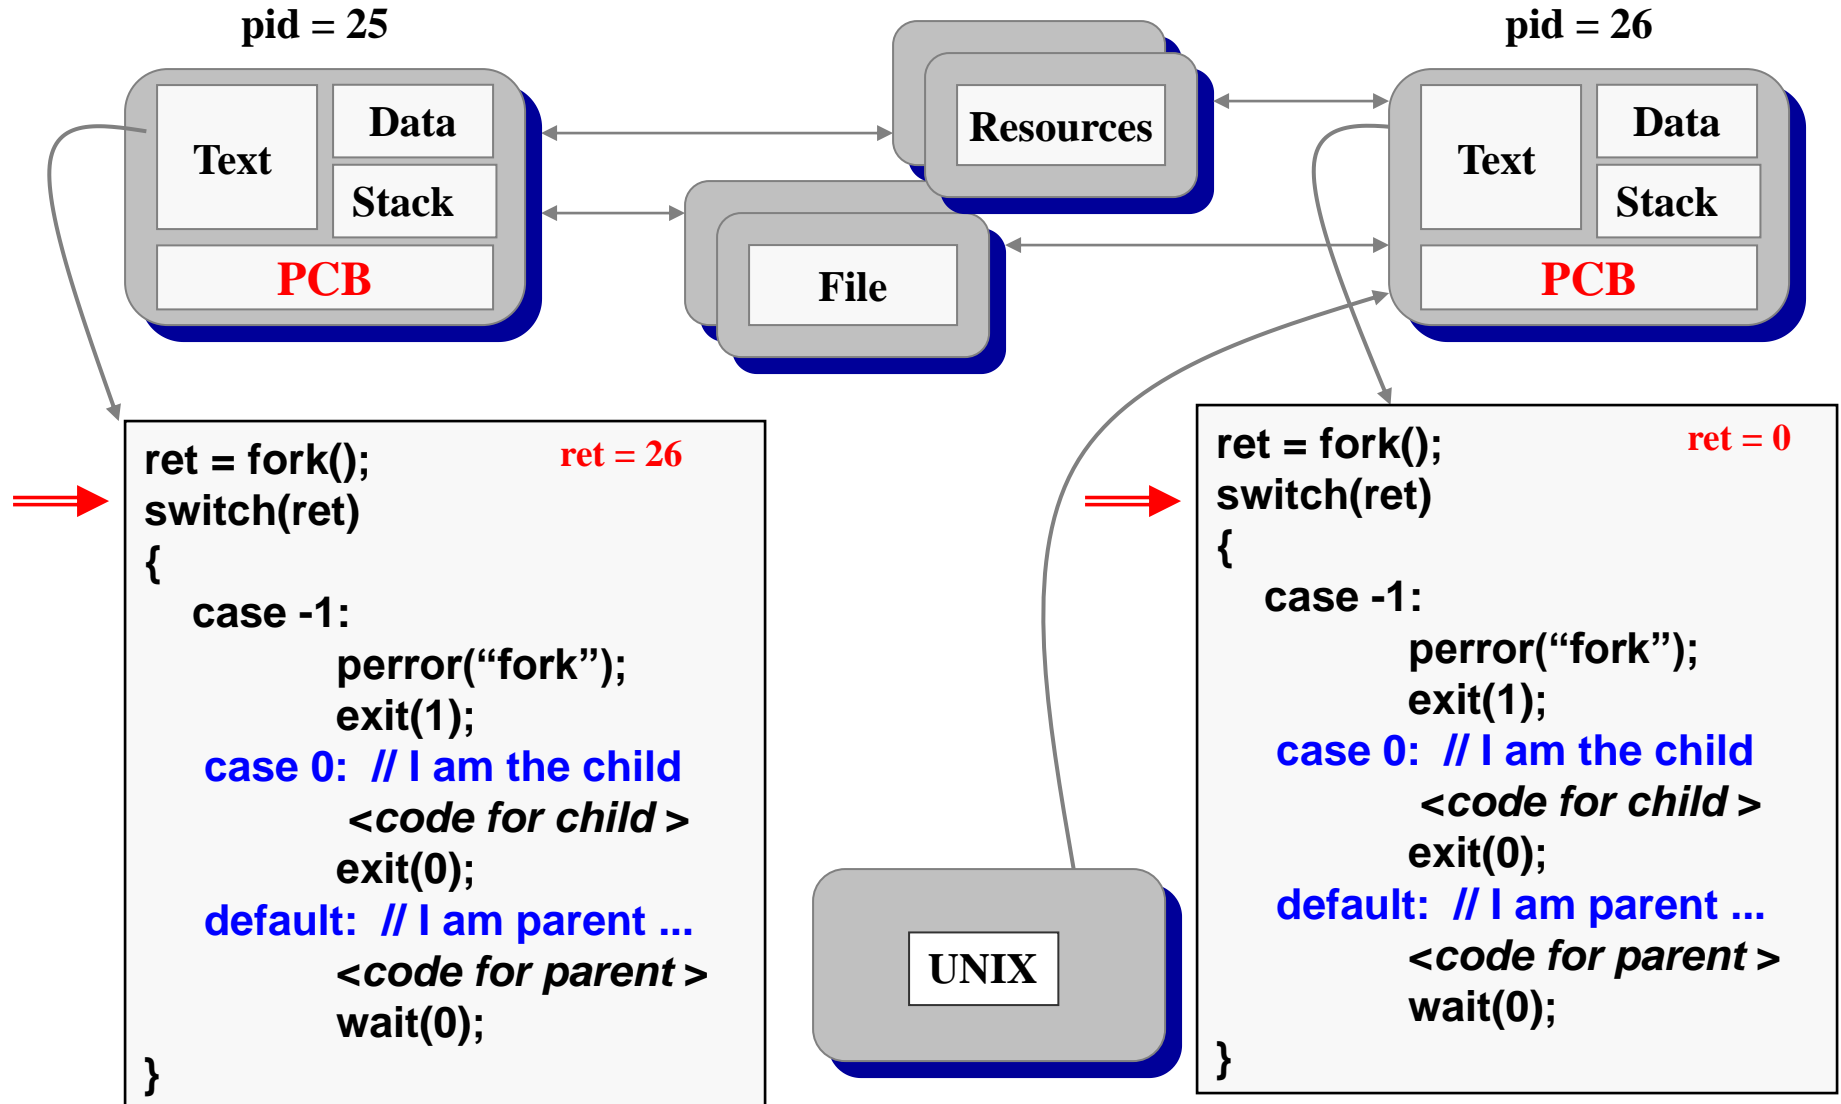 pid = 25
pid = 26
Text
Data
Stack
PCB
Resources
File
Text
Data
Stack
PCB
ret = fork();
ret = 26
switch(ret)
{
case -1:
perror(“fork”);
exit(1);
case 0: // I am the child
<code for child >
exit(0);
default: // I am parent ...
<code for parent >
wait(0);
}
UNIX
ret = fork();
ret = 0
switch(ret)
{
case -1:
perror(“fork”);
exit(1);
case 0: // I am the child
<code for child >
exit(0);
default: // I am parent ...
<code for parent >
wait(0);
}